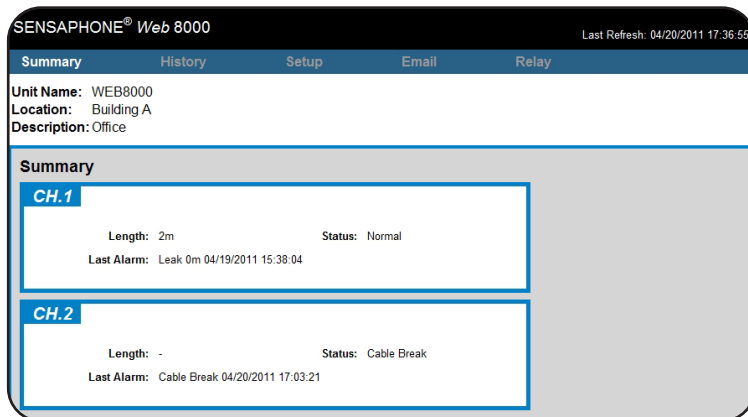 SENSAPHONE® Web 8000
Last Refresh: 04/20/2011 17:36:55
Summary History Setup Email Relay
Unit Name: WEB8000
Location: Building A
Description: Office
Summary
CH.1
Length: 2m Status: Normal
Last Alarm: Leak 0m 04/19/2011 15:38:04
CH.2
Length: - Status: Cable Break
Last Alarm: Cable Break 04/20/2011 17:03:21